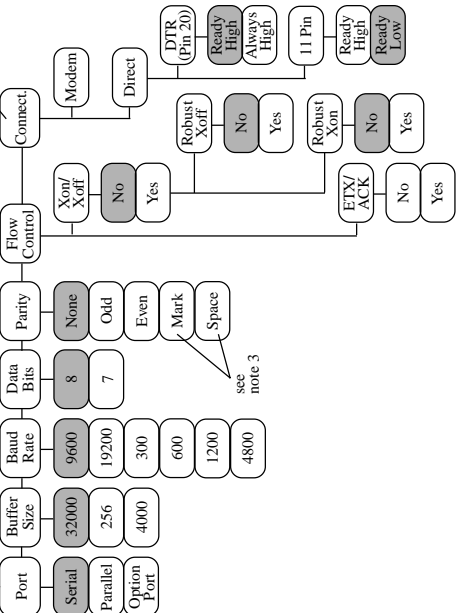 Port
Serial
Parallel
Option
Port
Buffer
Size
32000
256
4000
Baud
Rate
9600
19200
300
600
1200
4800
Data
Bits
8
7
Parity
None
Odd
Even
Mark
Space
see
note 3
Flow
Control
Xon/
Xoff
No
Yes
Robust
Xoff
No
Yes
Robust
Xon
No
Yes
ETX/
ACK
No
Yes
Connect.
Modem
Direct
DTR
(Pin 20)
Ready
High
Always
High
11 Pin
Ready
High
Ready
Low